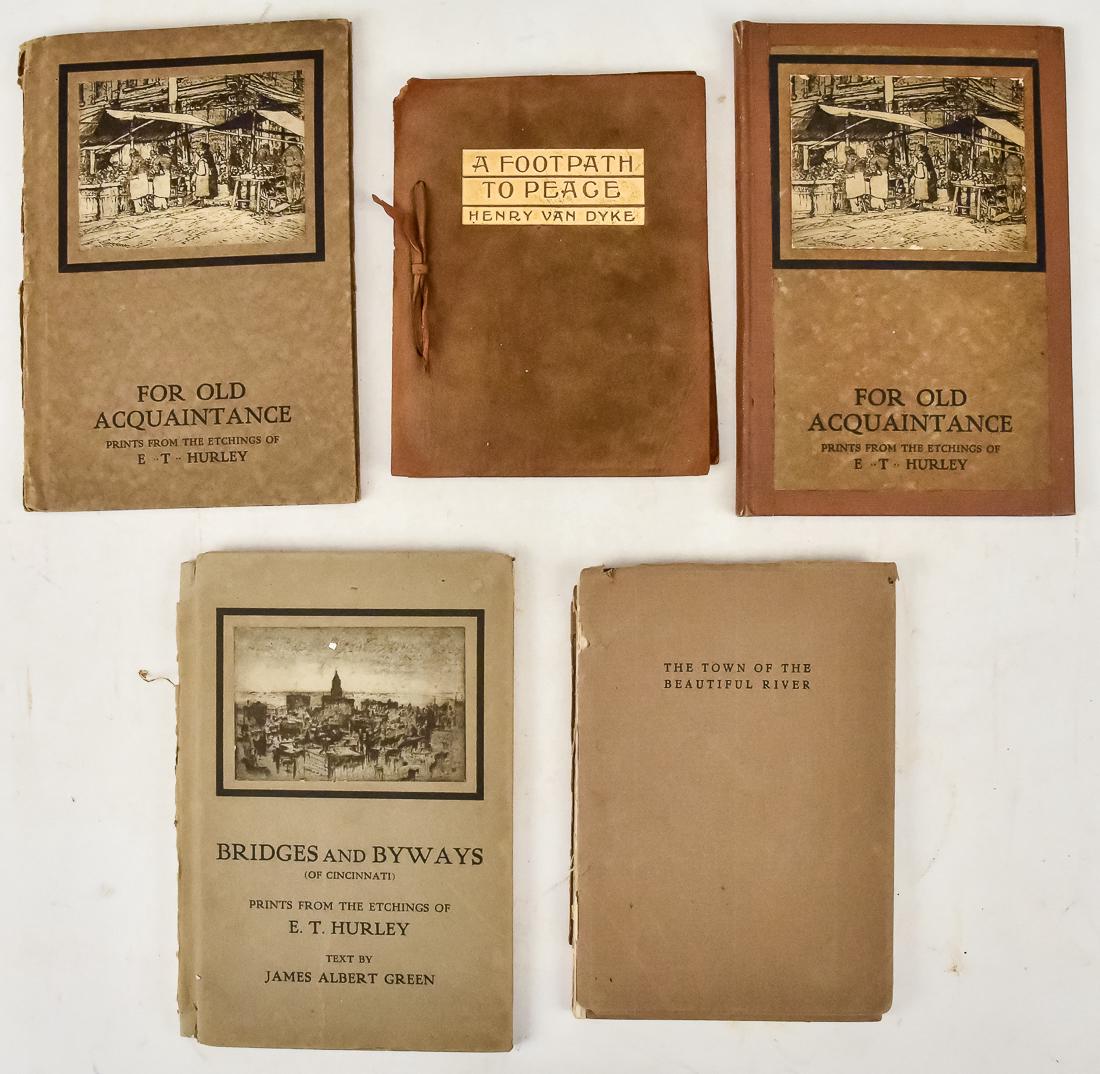 FOR OLD
ACQUAINTANCE
PRINTS FROM THE ETCHINGS OF
E ·· T ·· HURLEY
A FOOTPATH
TO PEACE
HENRY VAN DYKE
FOR OLD
ACQUAINTANCE
PRINTS FROM THE ETCHINGS OF
E ·· T ·· HURLEY
BRIDGES AND BYWAYS
(OF CINCINNATI)
PRINTS FROM THE ETCHINGS OF
E. T. HURLEY
TEXT BY
JAMES ALBERT GREEN
THE TOWN OF THE
BEAUTIFUL RIVER